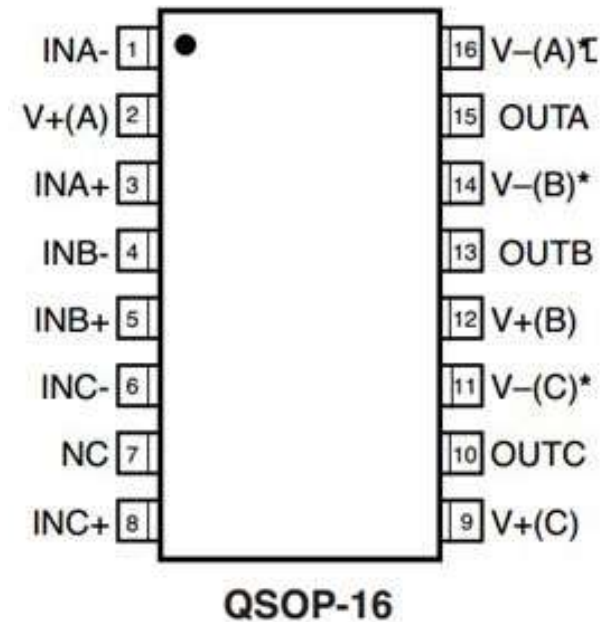 INA- 1
V+(A) 2
INA+ 3
INB- 4
INB+ 5
INC- 6
NC 7
INC+ 8
16 V–(A)*
15 OUTA
14 V–(B)*
13 OUTB
12 V+(B)
11 V–(C)*
10 OUTC
9 V+(C)
QSOP-16